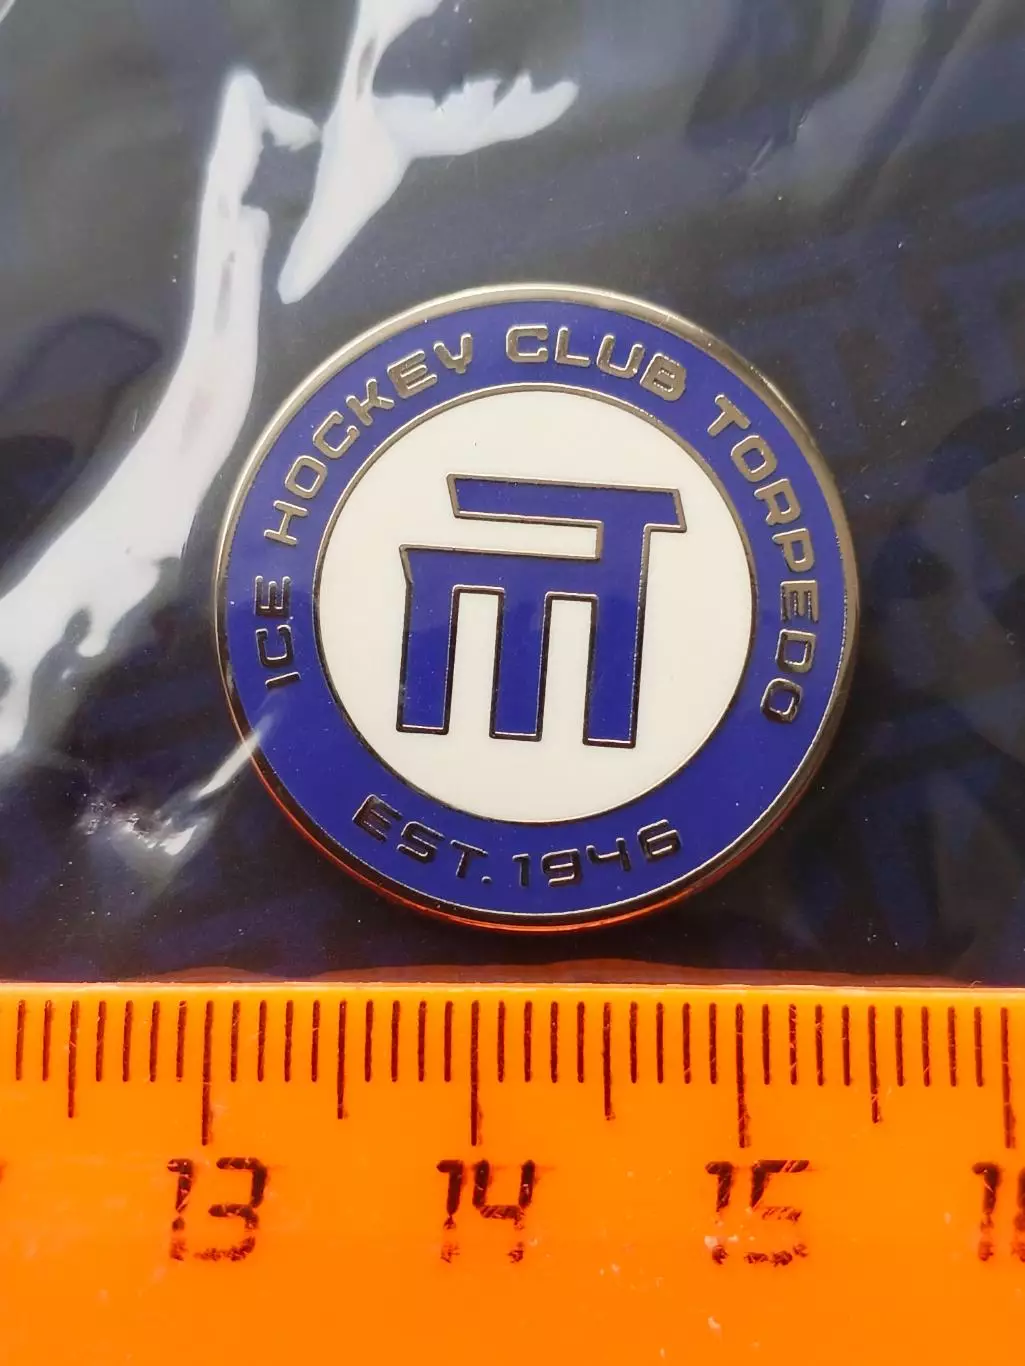 ICE HOCKEY CLUB TORPEDO
EST. 1946
13 14 15